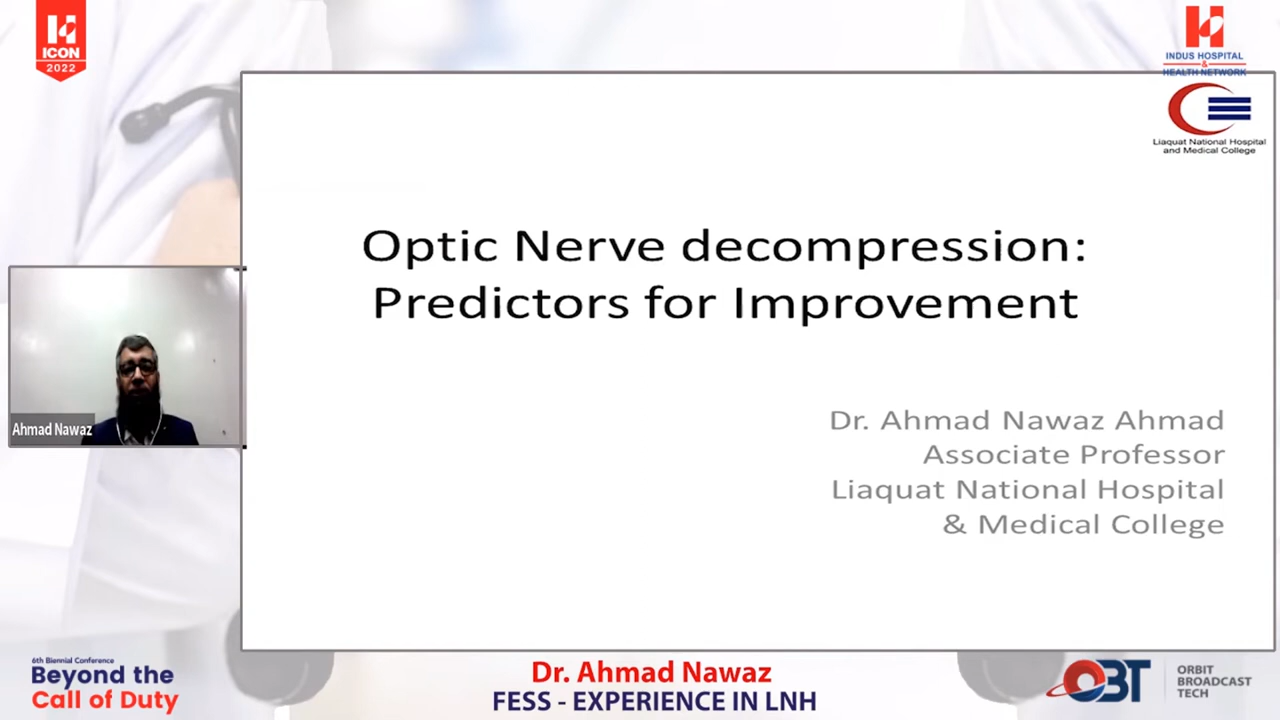 ICON
2022
INDUS HOSPITAL
&
HEALTH NETWORK
Liaquat National Hospital
and Medical College
Optic Nerve decompression:
Predictors for Improvement
Ahmad Nawaz
Dr. Ahmad Nawaz Ahmad
Associate Professor
Liaquat National Hospital
& Medical College
6th Biennial Conference
Beyond the
Call of Duty
Dr. Ahmad Nawaz
FESS - EXPERIENCE IN LNH
OBT
ORBIT
BROADCAST
TECH